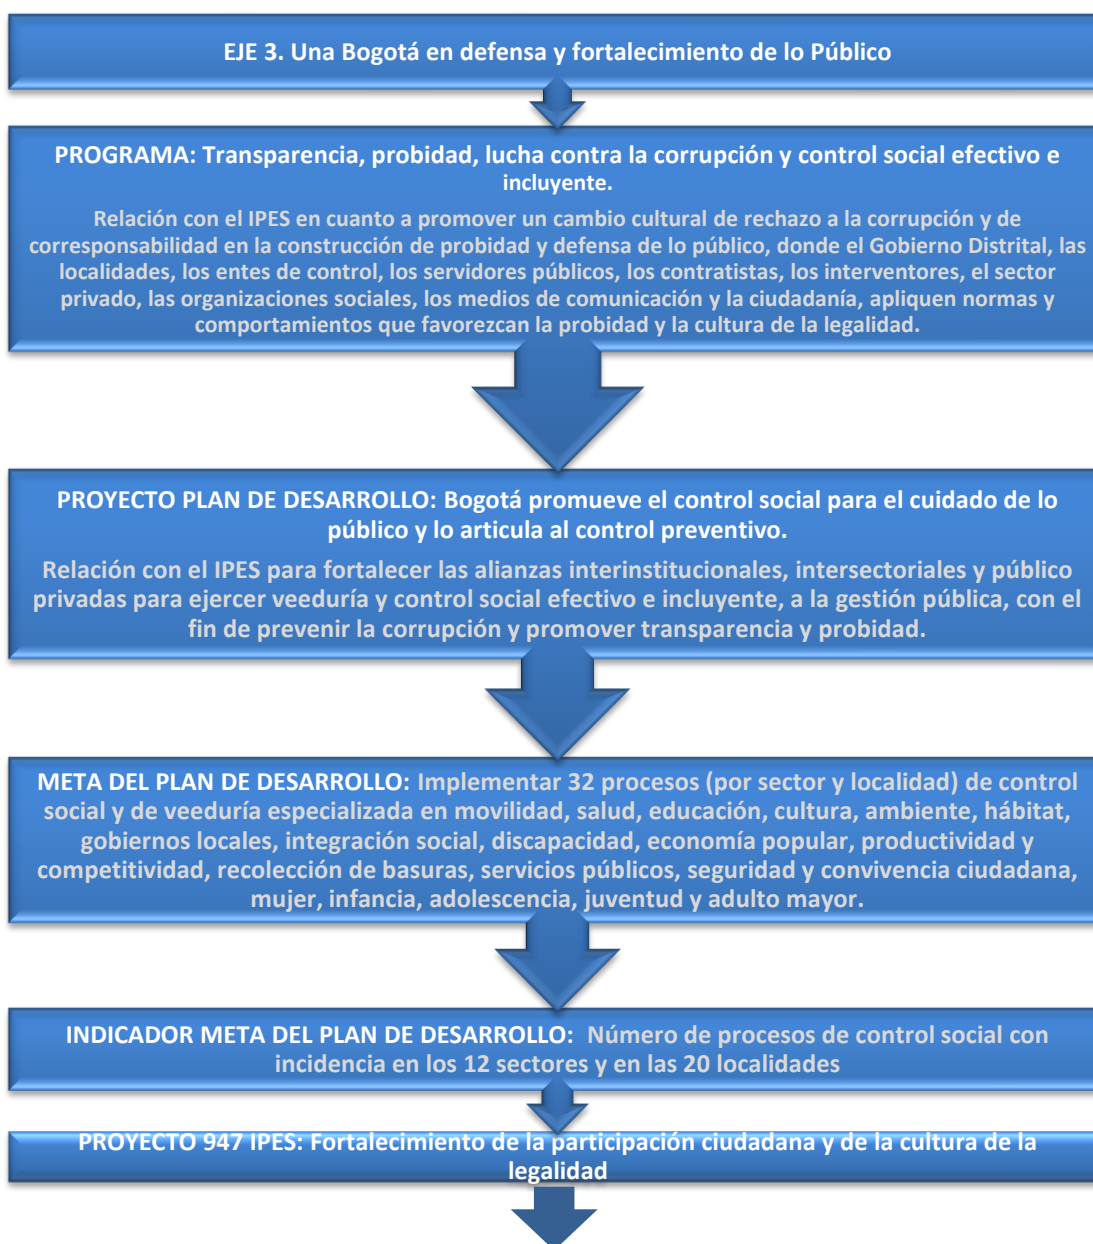 EJE 3. Una Bogotá en defensa y fortalecimiento de lo Público
PROGRAMA: Transparencia, probidad, lucha contra la corrupción y control social efectivo e
incluyente.
Relación con el IPES en cuanto a promover un cambio cultural de rechazo a la corrupción y de
corresponsabilidad en la construcción de probidad y defensa de lo público, donde el Gobierno Distrital, las
localidades, los entes de control, los servidores públicos, los contratistas, los interventores, el sector
privado, las organizaciones sociales, los medios de comunicación y la ciudadanía, apliquen normas y
comportamientos que favorezcan la probidad y la cultura de la legalidad.
PROYECTO PLAN DE DESARROLLO: Bogotá promueve el control social para el cuidado de lo
público y lo articula al control preventivo.
Relación con el IPES para fortalecer las alianzas interinstitucionales, intersectoriales y público
privadas para ejercer veeduría y control social efectivo e incluyente, a la gestión pública, con el
fin de prevenir la corrupción y promover transparencia y probidad.
META DEL PLAN DE DESARROLLO: Implementar 32 procesos (por sector y localidad) de control
social y de veeduría especializada en movilidad, salud, educación, cultura, ambiente, hábitat,
gobiernos locales, integración social, discapacidad, economía popular, productividad y
competitividad, recolección de basuras, servicios públicos, seguridad y convivencia ciudadana,
mujer, infancia, adolescencia, juventud y adulto mayor.
INDICADOR META DEL PLAN DE DESARROLLO: Número de procesos de control social con
incidencia en los 12 sectores y en las 20 localidades
PROYECTO 947 IPES: Fortalecimiento de la participación ciudadana y de la cultura de la
legalidad